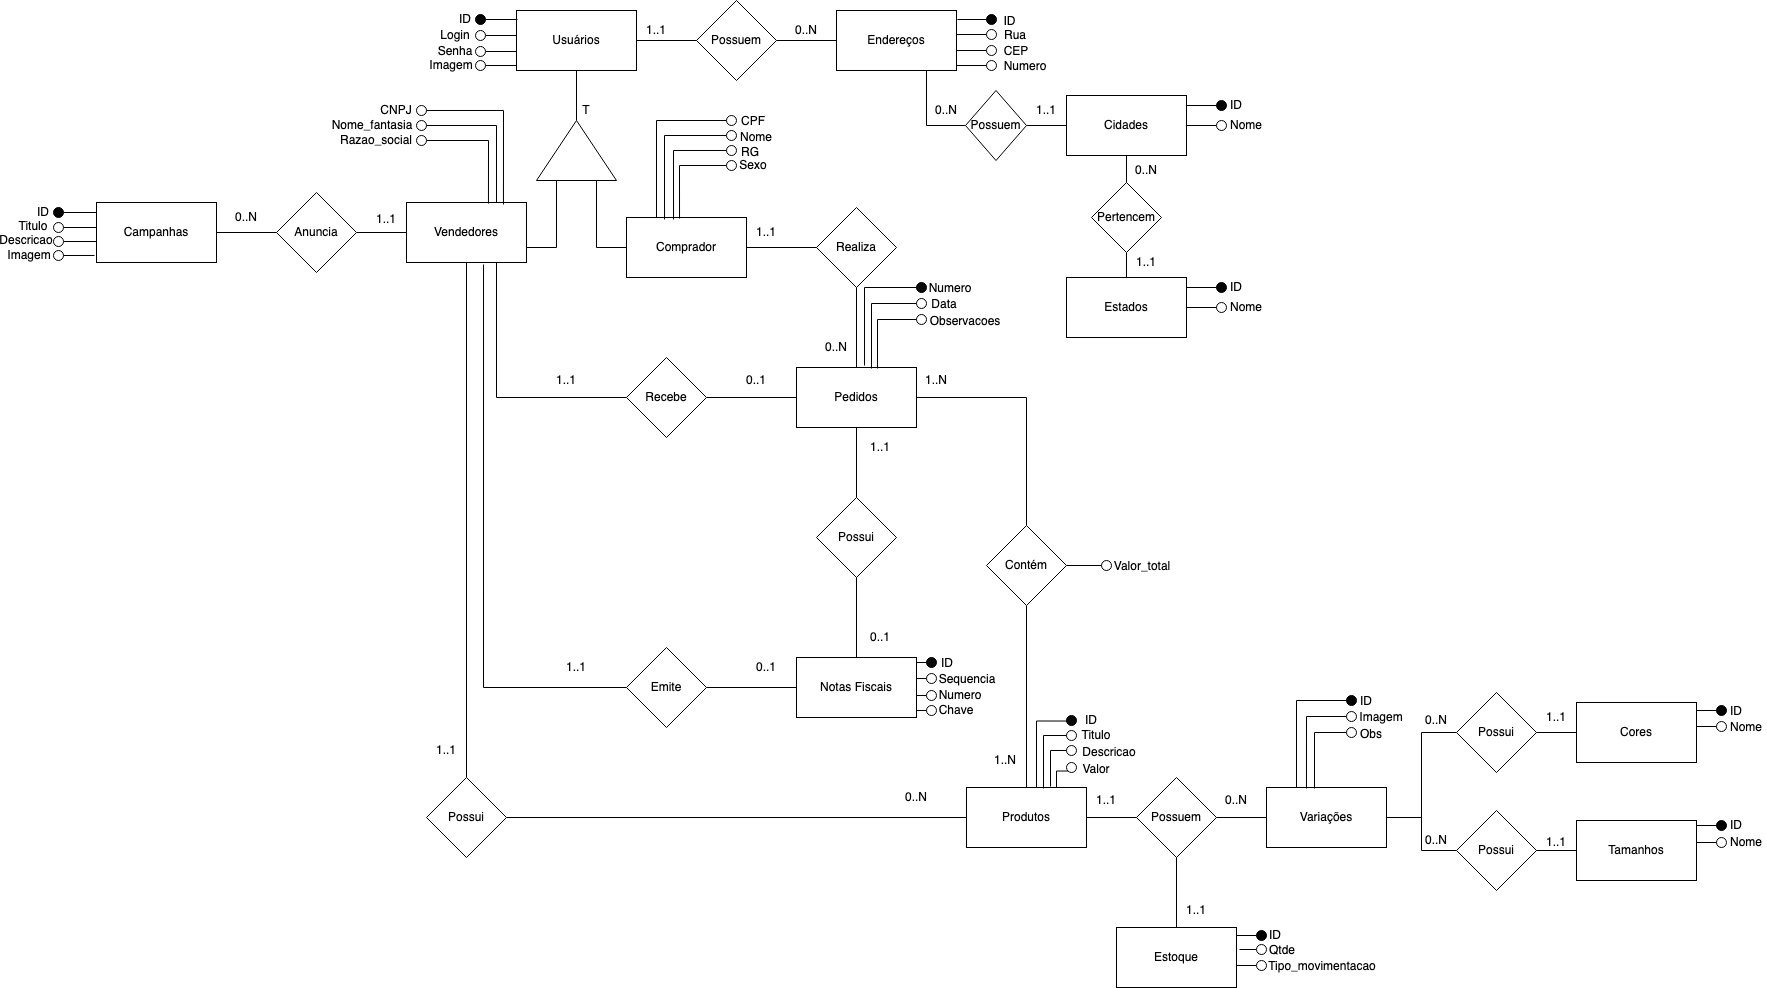 ID
Login
Senha
Imagem
Usuários
1..1
Possuem
0..N
Endereços
ID
Rua
CEP
Numero
0..N
Possuem
1..1
Cidades
ID
Nome
0..N
Pertencem
1..1
Estados
ID
Nome
T
CNPJ
Nome_fantasia
Razao_social
CPF
Nome
RG
Sexo
ID
Titulo
Descricao
Imagem
Campanhas
0..N
Anuncia
1..1
Vendedores
Comprador
1..1
Realiza
Numero
Data
Observacoes
0..N
1..1
Recebe
0..1
Pedidos
1..N
1..1
Possui
Contém
Valor_total
0..1
1..1
Emite
0..1
Notas Fiscais
ID
Sequencia
Numero
Chave
1..1
Possui
0..N
1..N
ID
Titulo
Descricao
Valor
Produtos
1..1
Possuem
0..N
ID
Imagem
Obs
Variações
0..N
Possui
1..1
Cores
ID
Nome
0..N
Possui
1..1
Tamanhos
ID
Nome
1..1
Estoque
ID
Qtde
Tipo_movimentacao